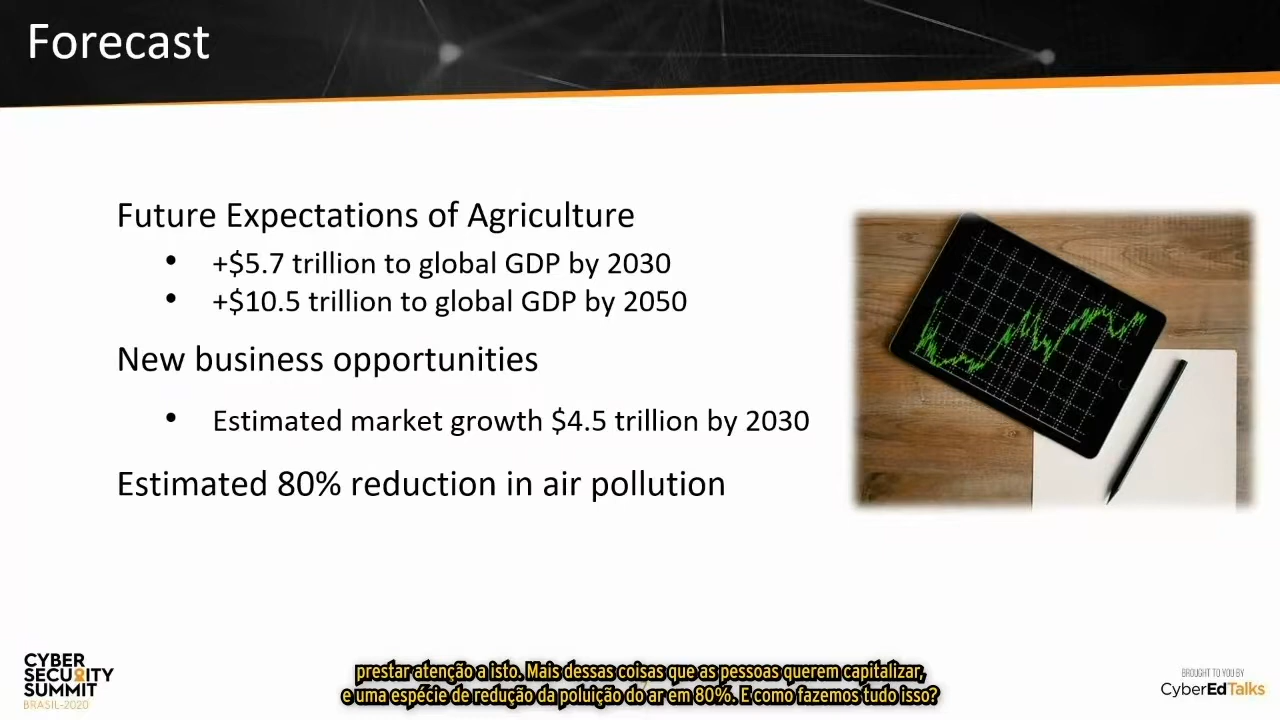 Forecast
Future Expectations of Agriculture
• +$5.7 trillion to global GDP by 2030
• +$10.5 trillion to global GDP by 2050
New business opportunities
• Estimated market growth $4.5 trillion by 2030
Estimated 80% reduction in air pollution
CYBER
SECURITY
SUMMIT
BRASIL-2020
prestar atenção a isto. Mais dessas coisas que as pessoas querem capitalizar,
e uma espécie de redução da poluição do ar em 80%. E como fazemos tudo isso?
BROUGHT TO YOU BY
CyberEdTalks